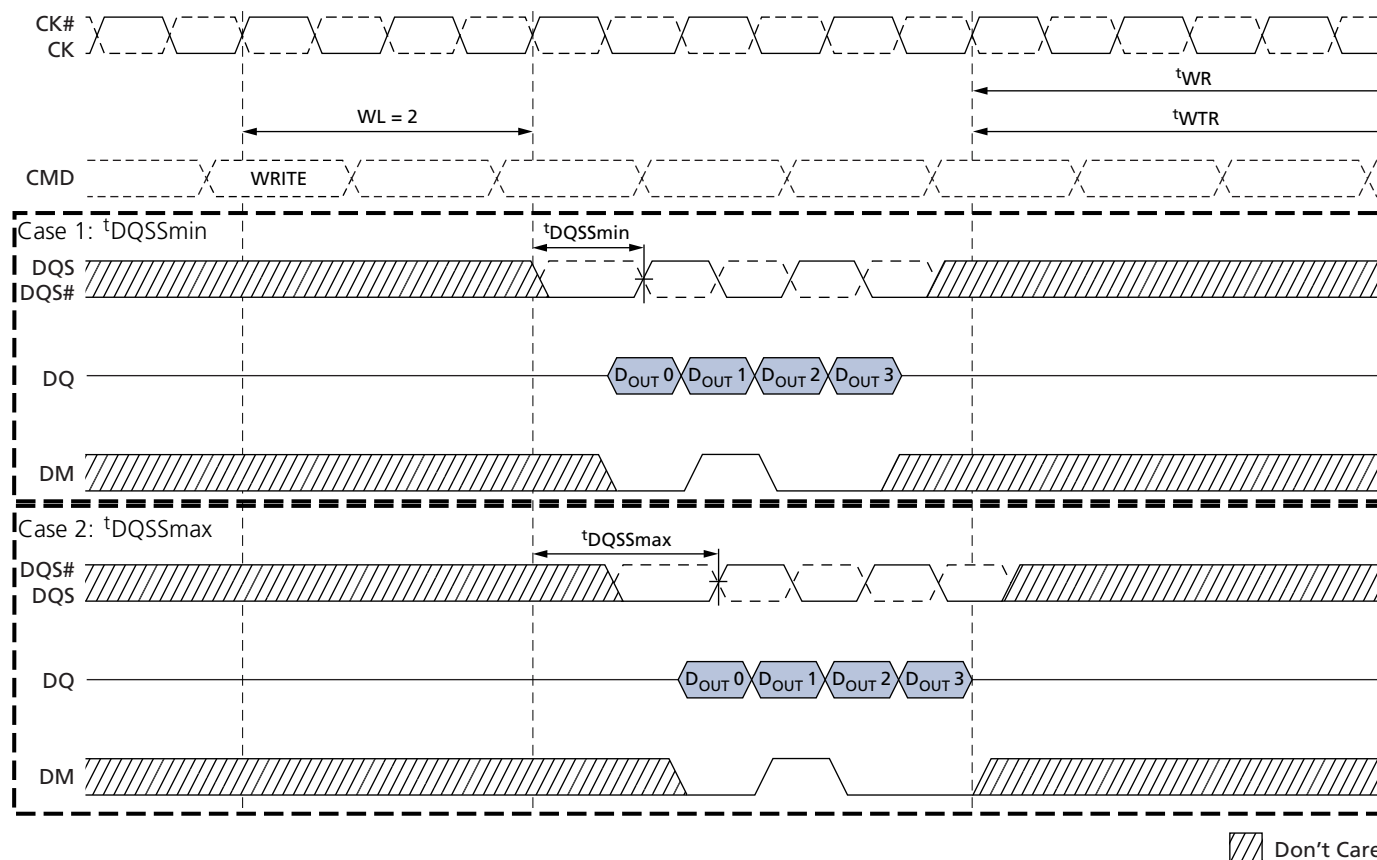 CK#
CK
tWR
WL = 2
tWTR
CMD
WRITE
Case 1: tDQSSmin
tDQSSmin
DQS
DQS#
DQ
DOUT 0 DOUT 1 DOUT 2 DOUT 3
DM
Case 2: tDQSSmax
tDQSSmax
DQS#
DQS
DQ
DOUT 0 DOUT 1 DOUT 2 DOUT 3
DM
Don't Care